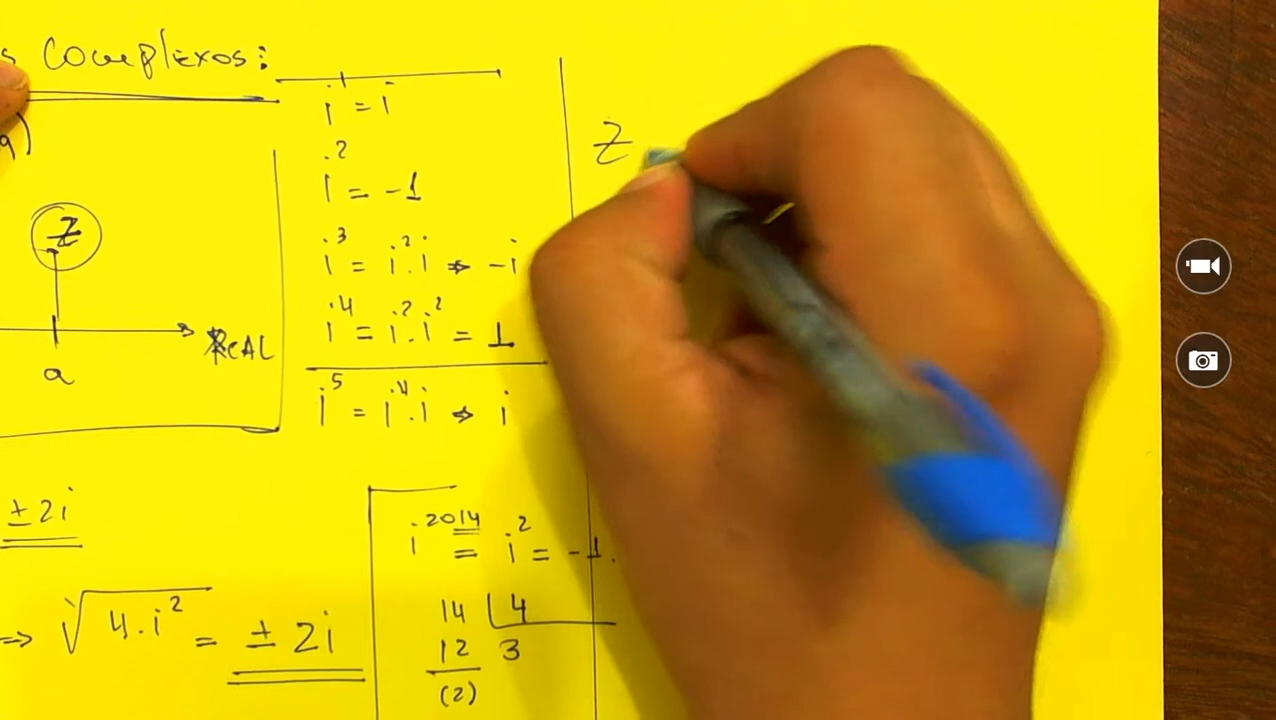 s Complexos:
i = i
i² = -1
i³ = i².i ⇒ -i
i⁴ = i².i² = 1
i⁵ = i⁴.i ⇒ i
Z
Z
REAL
a
± 2i
⇒ √4.i² = ± 2i
i²⁰¹⁴ = i² = -1.
14 4
12 3
(2)